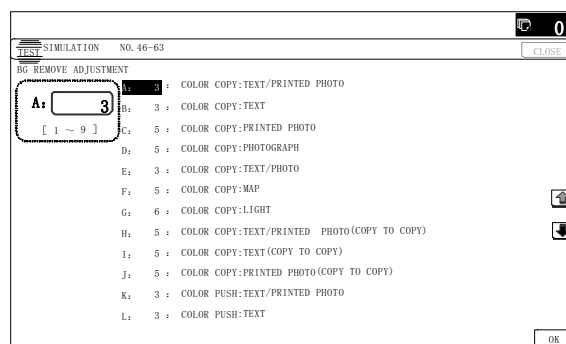 0
TEST SIMULATION NO. 46-63
CLOSE
BG REMOVE ADJUSTMENT
A: 3
[ 1 ~ 9 ]
A: 3 : COLOR COPY:TEXT/PRINTED PHOTO
B: 3 : COLOR COPY:TEXT
C: 5 : COLOR COPY:PRINTED PHOTO
D: 5 : COLOR COPY:PHOTOGRAPH
E: 3 : COLOR COPY:TEXT/PHOTO
F: 5 : COLOR COPY:MAP
G: 6 : COLOR COPY:LIGHT
H: 5 : COLOR COPY:TEXT/PRINTED PHOTO(COPY TO COPY)
I: 5 : COLOR COPY:TEXT(COPY TO COPY)
J: 5 : COLOR COPY:PRINTED PHOTO(COPY TO COPY)
K: 3 : COLOR PUSH:TEXT/PRINTED PHOTO
L: 3 : COLOR PUSH:TEXT
OK